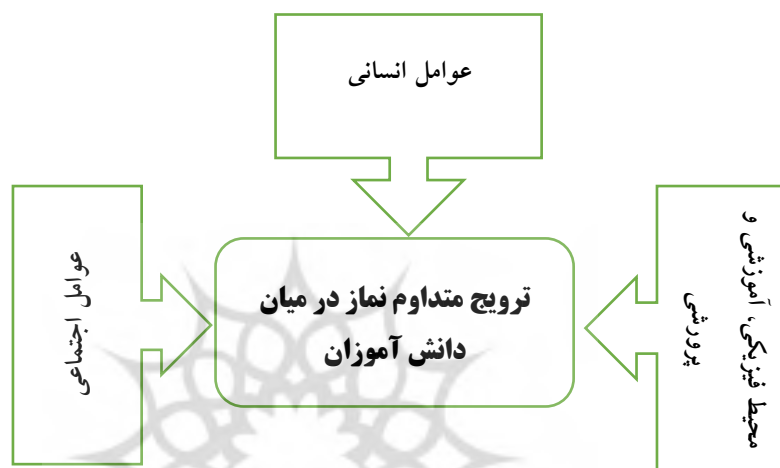 عوامل انسانی
محیط فیزیکی، آموزشی و
پرورشی
ترویج متداوم نماز در میان
دانش آموزان
عوامل اجتماعی